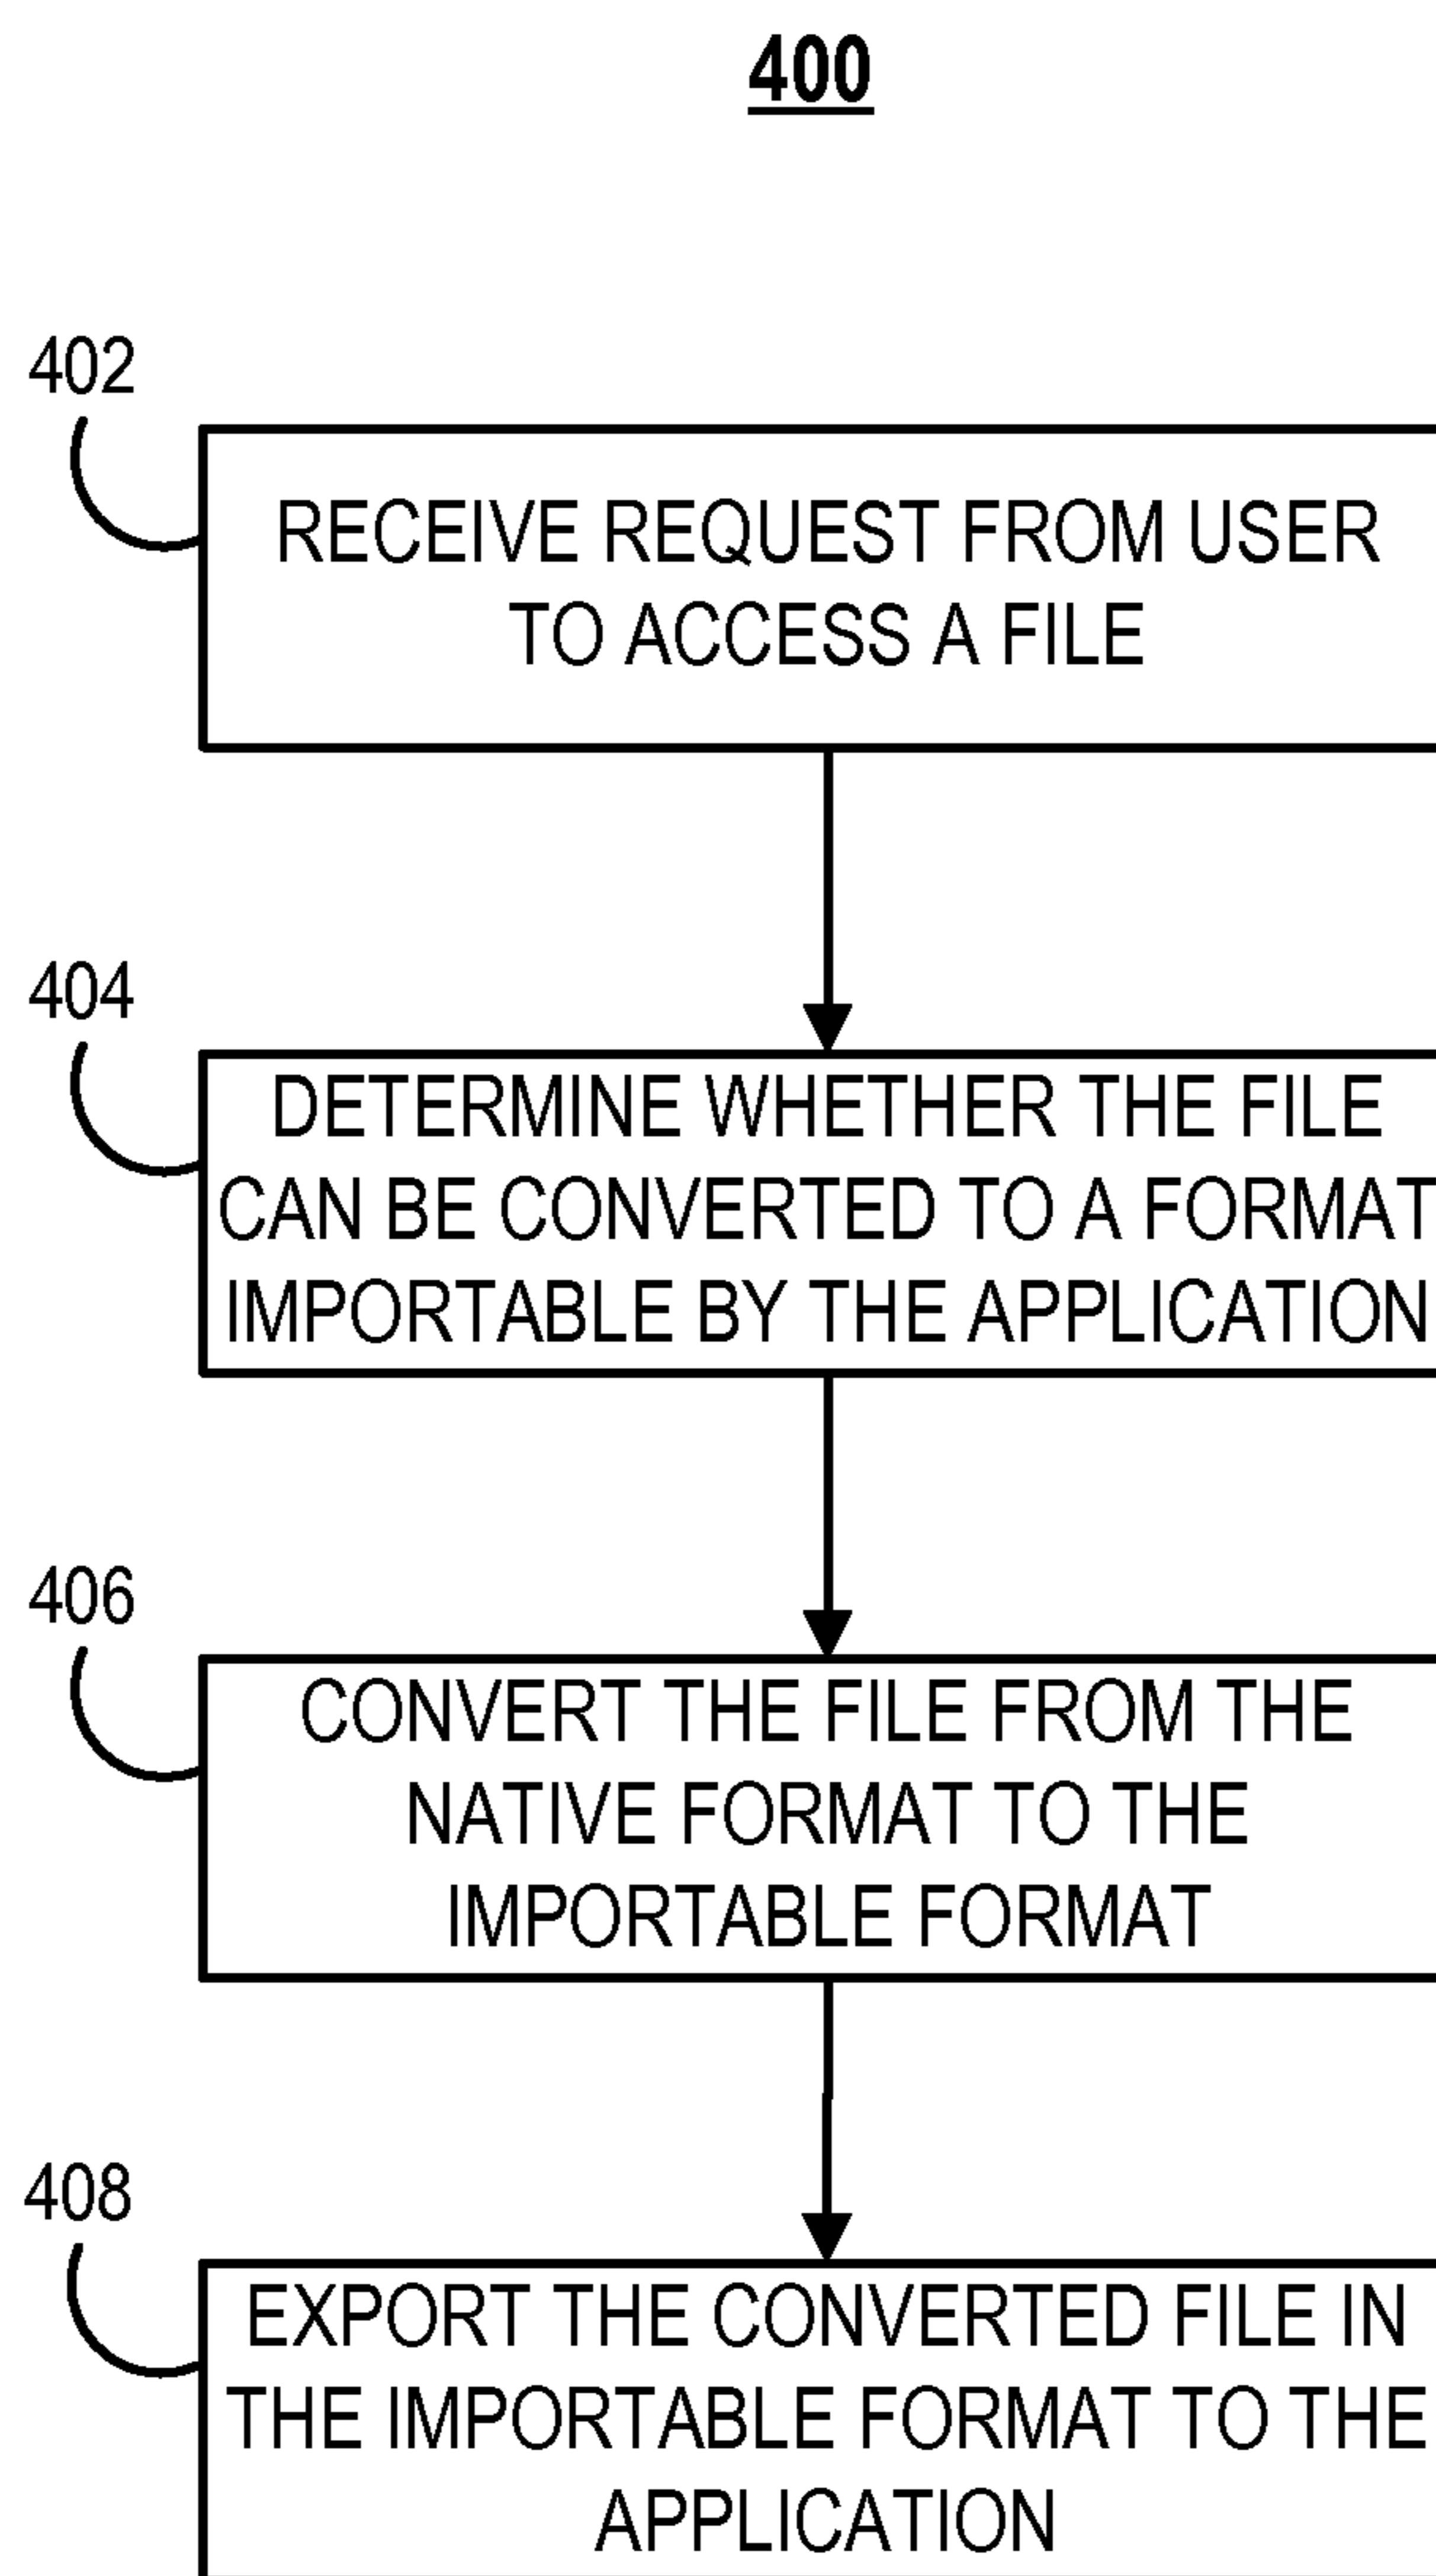 400
402
RECEIVE REQUEST FROM USER
TO ACCESS A FILE
404
DETERMINE WHETHER THE FILE
CAN BE CONVERTED TO A FORMAT
IMPORTABLE BY THE APPLICATION
406
CONVERT THE FILE FROM THE
NATIVE FORMAT TO THE
IMPORTABLE FORMAT
408
EXPORT THE CONVERTED FILE IN
THE IMPORTABLE FORMAT TO THE
APPLICATION